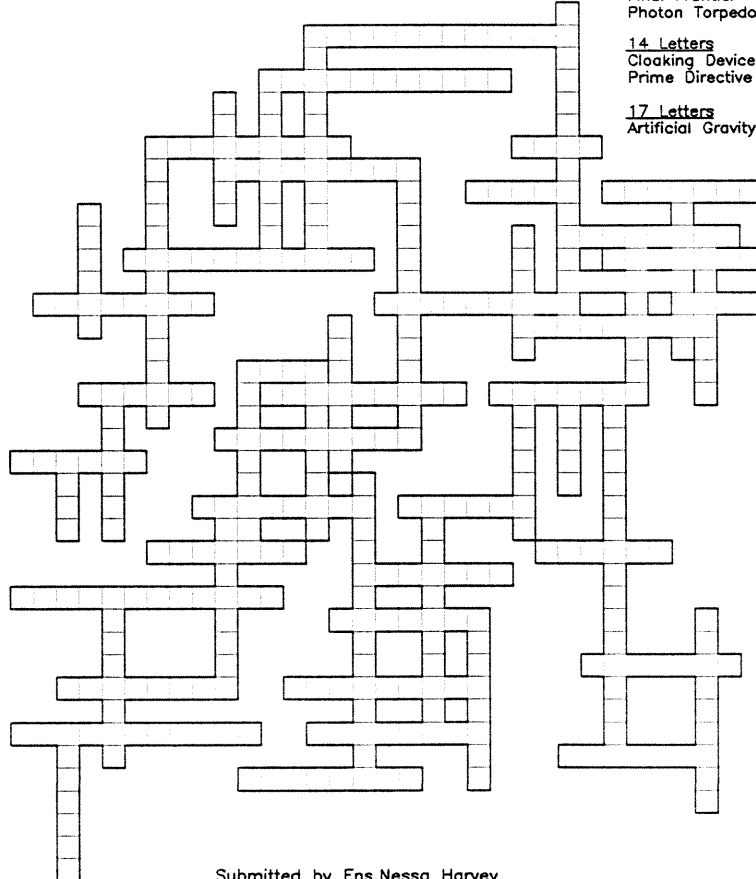 Photon Torpedo
14 Letters
Cloaking Device
Prime Directive
17 Letters
Artificial Gravity
Submitted by Ens.Nessa Harvey